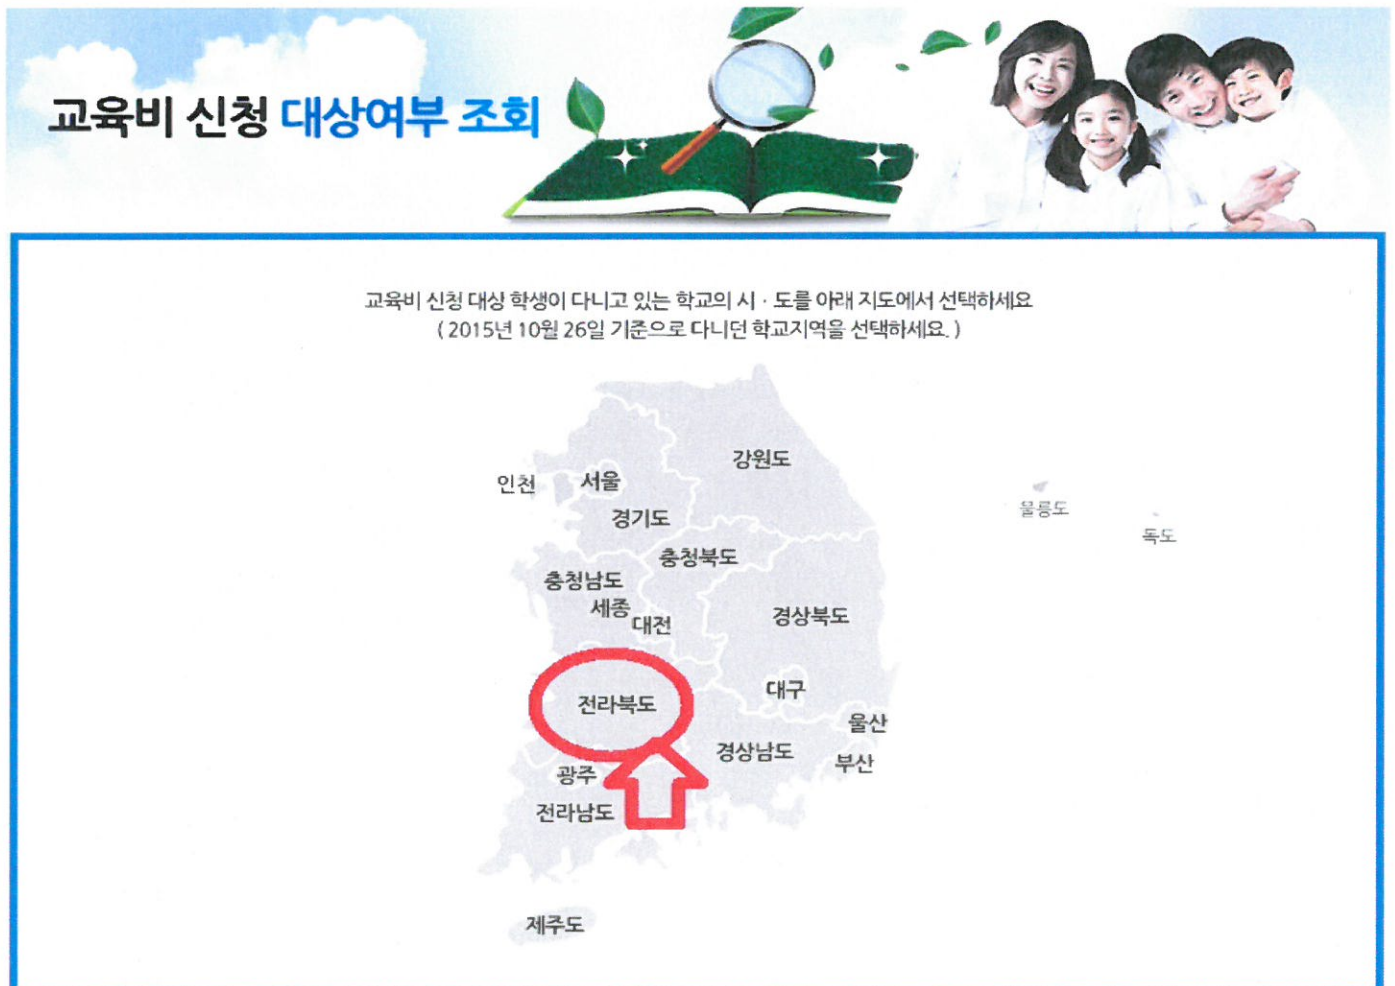 교육비 신청 대상여부 조회
교육비 신청 대상 학생이 다니고 있는 학교의 시 · 도를 아래 지도에서 선택하세요
( 2015년 10월 26일 기준으로 다니던 학교지역을 선택하세요. )
강원도
인천
서울
경기도
울릉도
독도
충청북도
충청남도
세종
대전
경상북도
대구
전라북도
울산
경상남도
부산
광주
전라남도
제주도